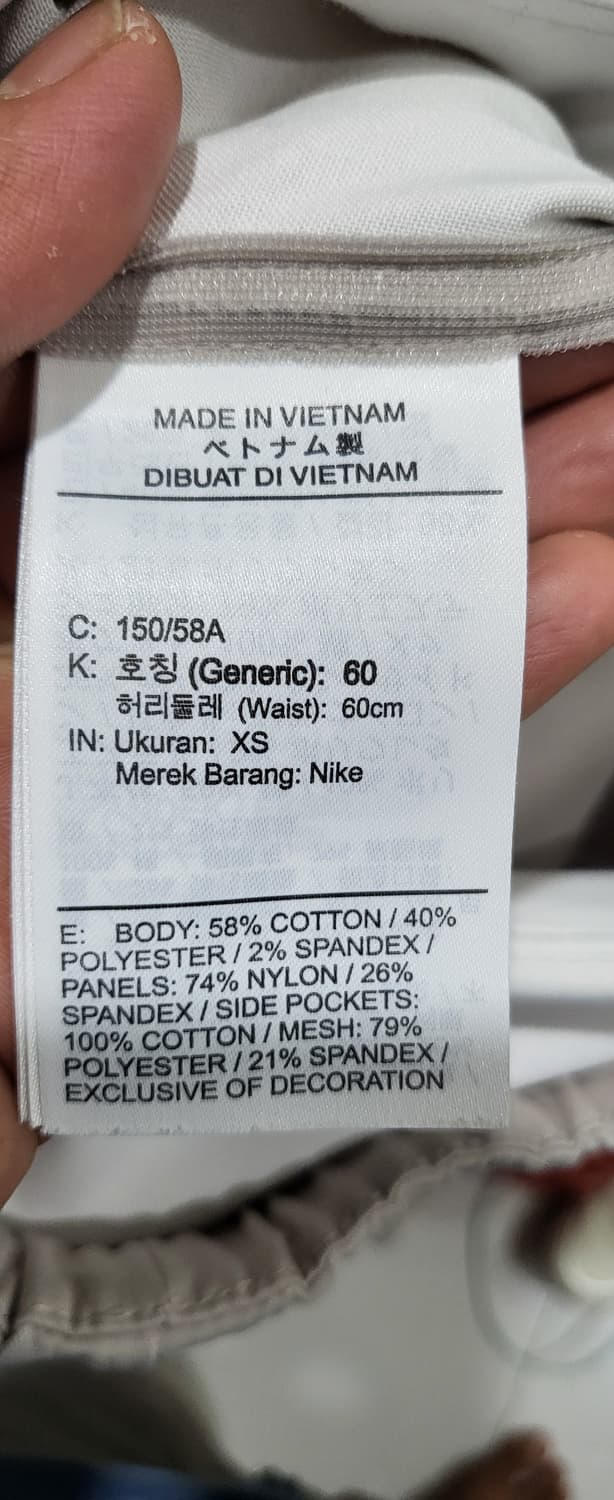 MADE IN VIETNAM
ベトナム製
DIBUAT DI VIETNAM
C: 150/58A
K: 호칭 (Generic): 60
허리둘레 (Waist): 60cm
IN: Ukuran: XS
Merek Barang: Nike
E: BODY: 58% COTTON / 40%
POLYESTER / 2% SPANDEX /
PANELS: 74% NYLON / 26%
SPANDEX / SIDE POCKETS:
100% COTTON / MESH: 79%
POLYESTER / 21% SPANDEX /
EXCLUSIVE OF DECORATION